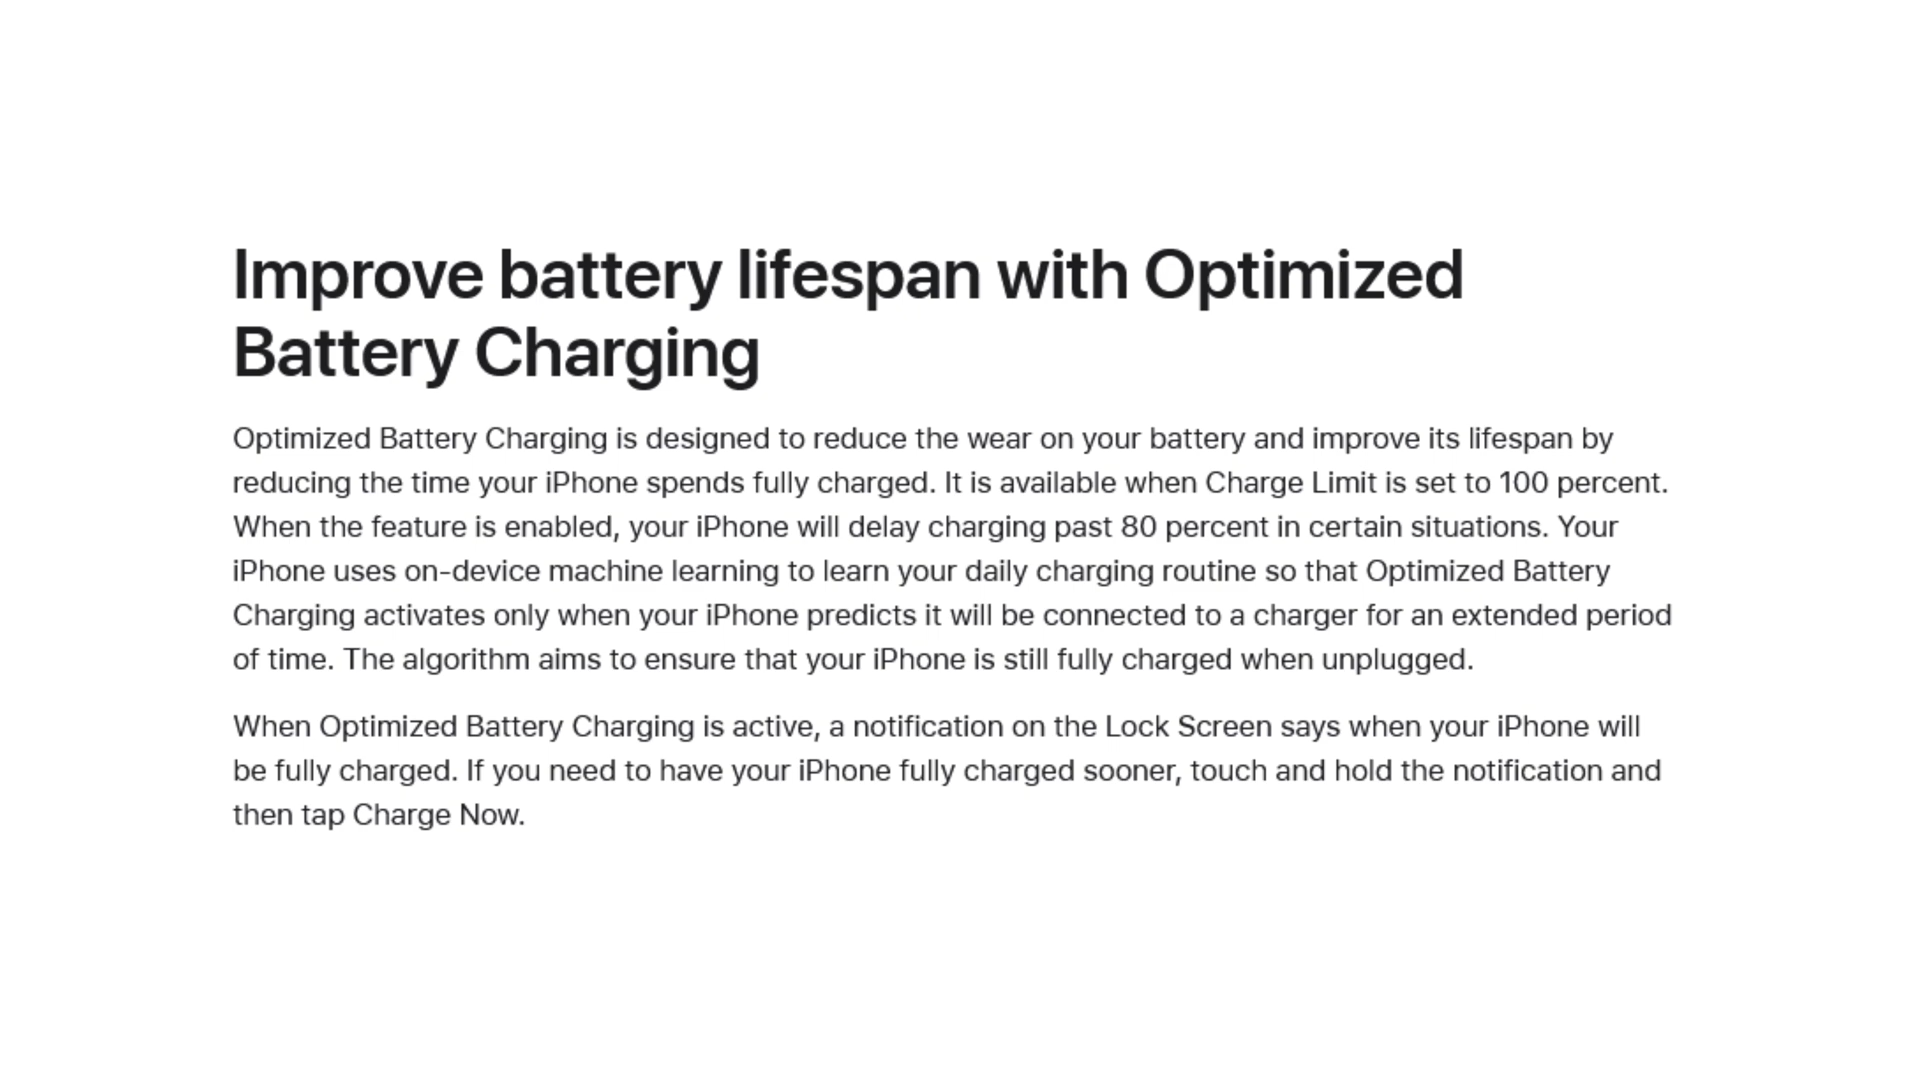 Improve battery lifespan with Optimized
Battery Charging
Optimized Battery Charging is designed to reduce the wear on your battery and improve its lifespan by
reducing the time your iPhone spends fully charged. It is available when Charge Limit is set to 100 percent.
When the feature is enabled, your iPhone will delay charging past 80 percent in certain situations. Your
iPhone uses on-device machine learning to learn your daily charging routine so that Optimized Battery
Charging activates only when your iPhone predicts it will be connected to a charger for an extended period
of time. The algorithm aims to ensure that your iPhone is still fully charged when unplugged.
When Optimized Battery Charging is active, a notification on the Lock Screen says when your iPhone will
be fully charged. If you need to have your iPhone fully charged sooner, touch and hold the notification and
then tap Charge Now.